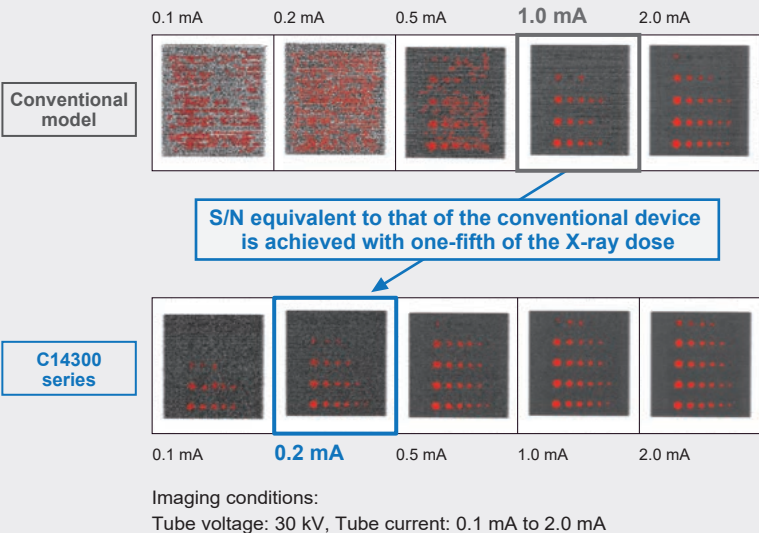 0.1 mA 0.2 mA 0.5 mA 1.0 mA 2.0 mA
Conventional
model
S/N equivalent to that of the conventional device
is achieved with one-fifth of the X-ray dose
C14300
series
0.1 mA 0.2 mA 0.5 mA 1.0 mA 2.0 mA
Imaging conditions:
Tube voltage: 30 kV, Tube current: 0.1 mA to 2.0 mA